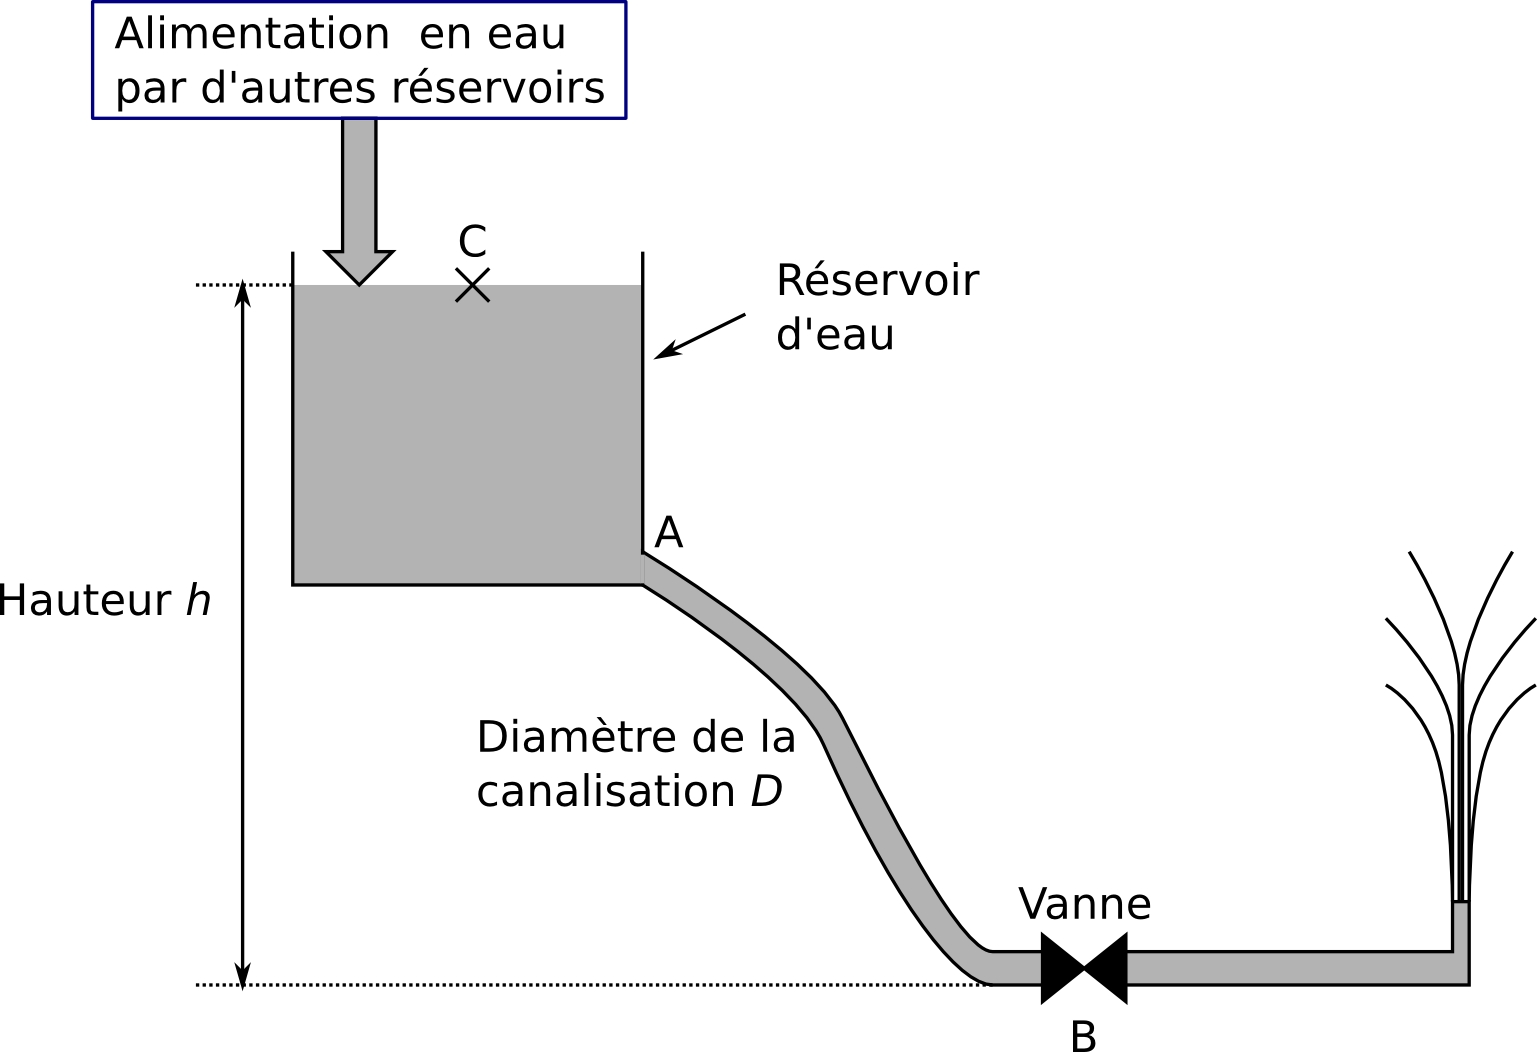 Alimentation  en eau
par d'autres réservoirs
C
Réservoir
d'eau
A
Hauteur h
Diamètre de la
canalisation D
Vanne
B